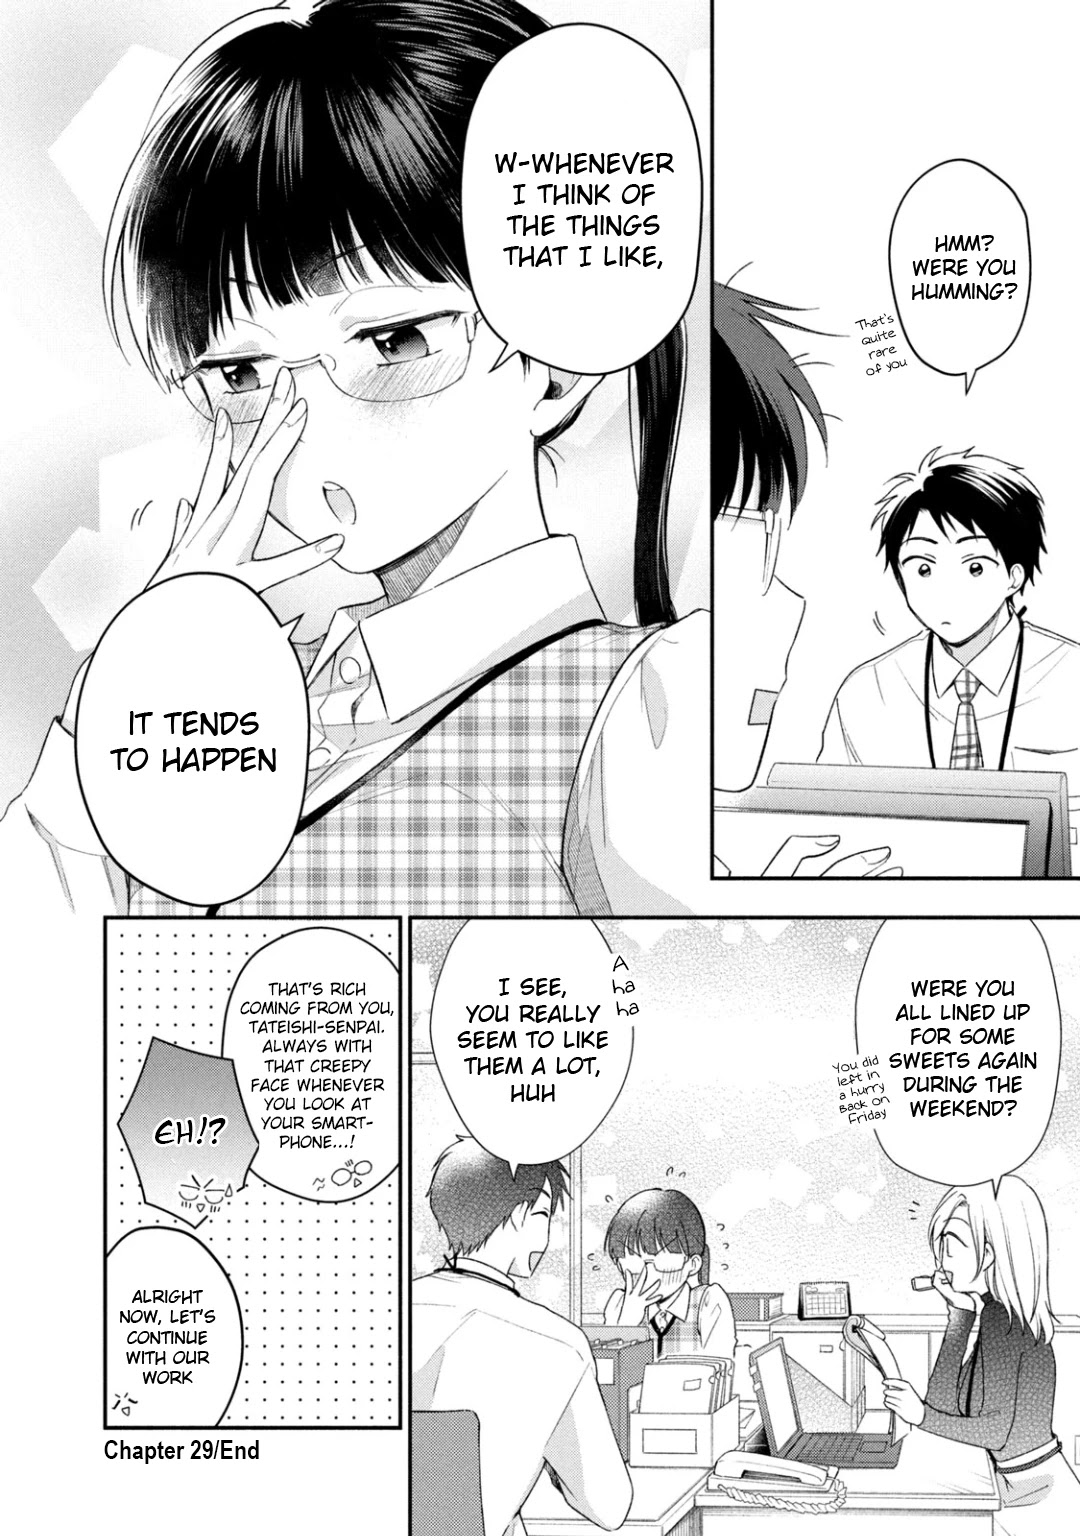 HMM?
WERE YOU
HUMMING?
That's
quite
rare
of you
W-WHENEVER
I THINK OF
THE THINGS
THAT I LIKE,
IT TENDS
TO HAPPEN
WERE YOU
ALL LINED UP
FOR SOME
SWEETS AGAIN
DURING THE
WEEKEND?
You did
left in
a hurry
Back on
Friday
I SEE,
YOU REALLY
SEEM TO LIKE
THEM A LOT,
HUH
A
ha
ha
THAT'S RICH
COMING FROM YOU,
TATEISHI-SENPAI.
ALWAYS WITH
THAT CREEPY
FACE WHENEVER
YOU LOOK AT
YOUR SMART-
PHONE...!
EH!?
ALRIGHT
NOW, LET'S
CONTINUE
WITH OUR
WORK
Chapter 29/End